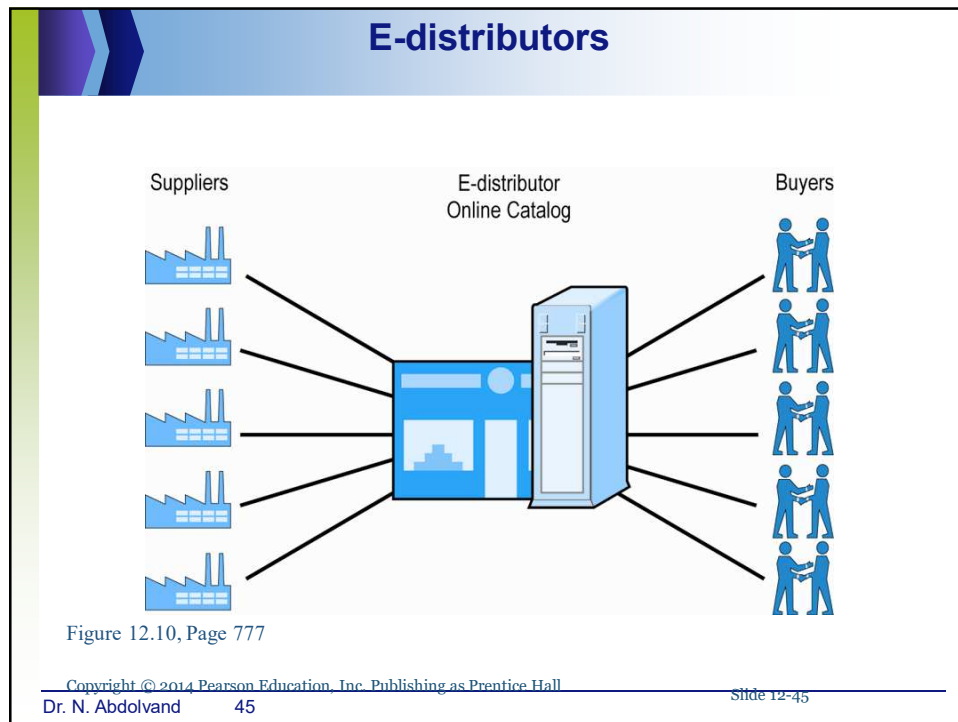 E-distributors
Suppliers
E-distributor
Online Catalog
Buyers
Figure 12.10, Page 777
Copyright © 2014 Pearson Education, Inc. Publishing as Prentice Hall
Slide 12-45
Dr. N. Abdolvand 45